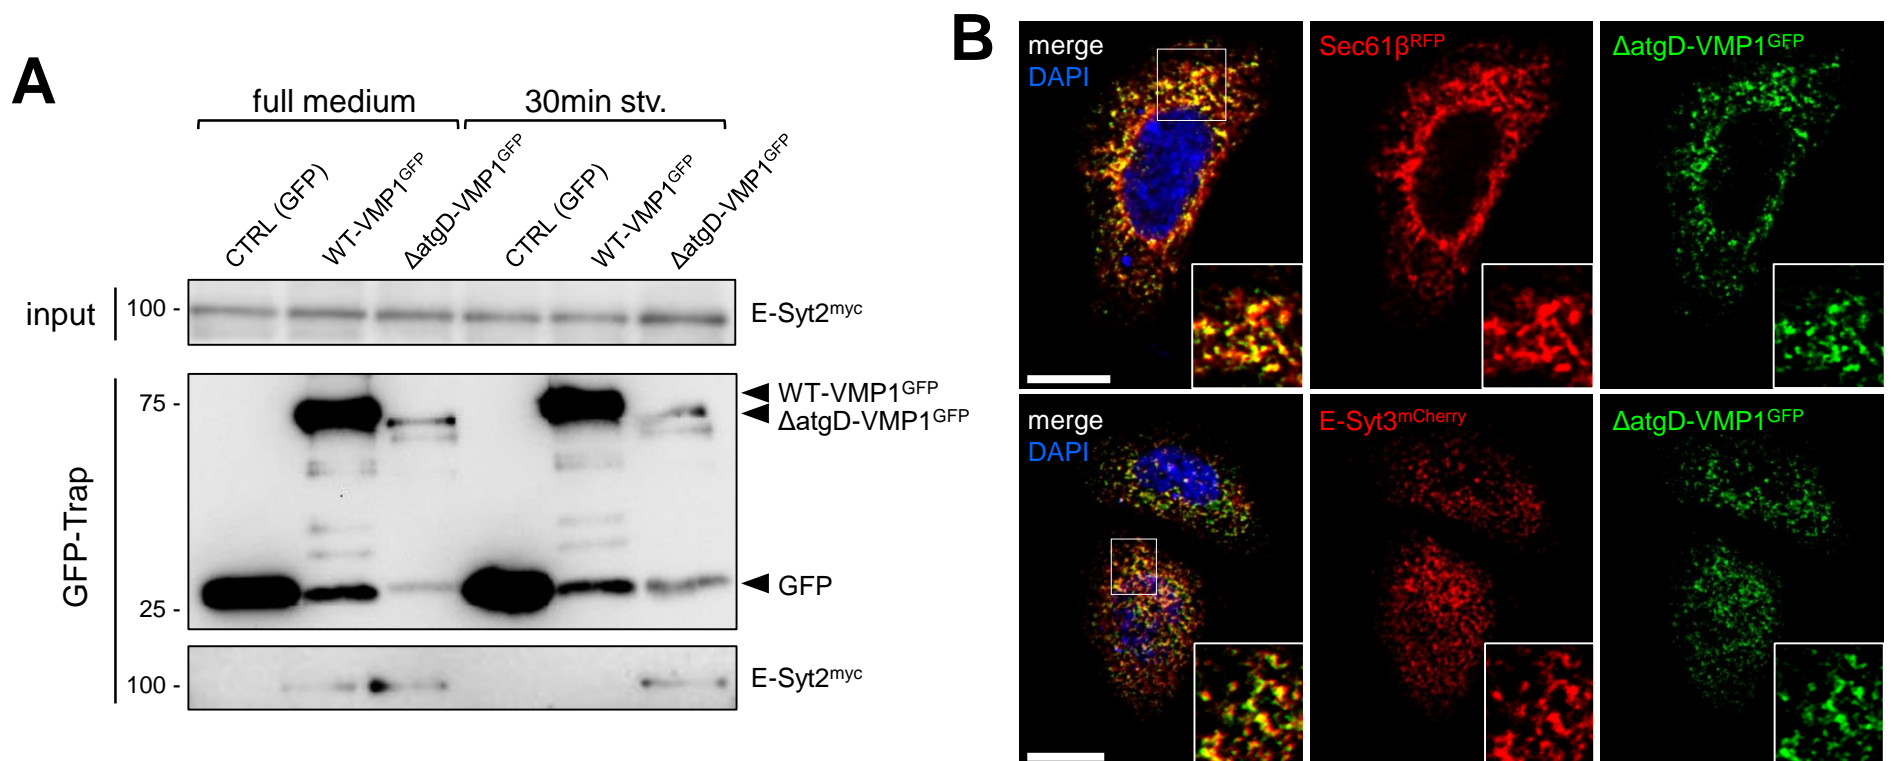 A
full medium
30min stv.
CTRL (GFP)
WT-VMP1GFP
ΔatgD-VMP1GFP
CTRL (GFP)
WT-VMP1GFP
ΔatgD-VMP1GFP
input
100 -
E-Syt2myc
GFP-Trap
75 -
WT-VMP1GFP
ΔatgD-VMP1GFP
GFP
25 -
100 -
E-Syt2myc
B
merge
DAPI
Sec61βRFP
ΔatgD-VMP1GFP
merge
DAPI
E-Syt3mCherry
ΔatgD-VMP1GFP